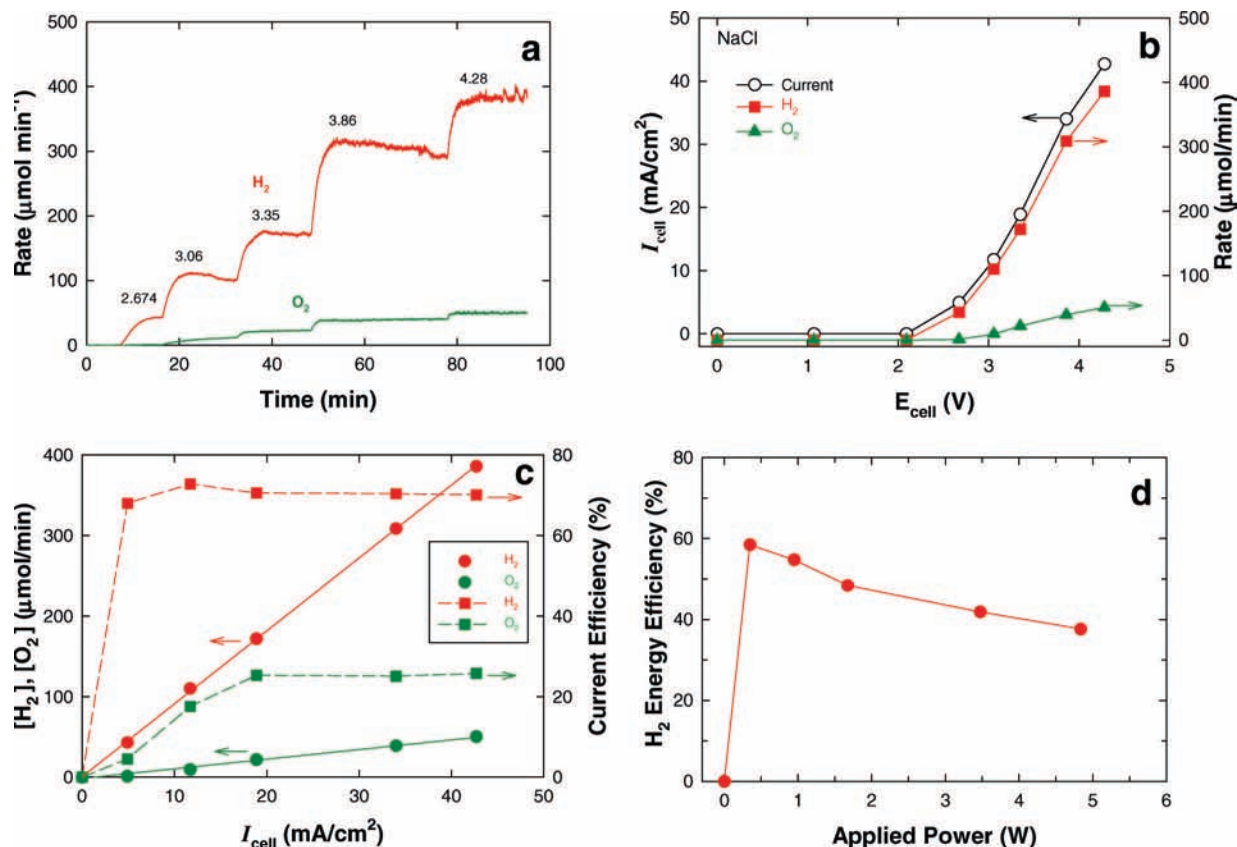 a
500
400
300
200
100
0
Rate (μmol min⁻¹)
2.674
3.06
3.35
3.86
4.28
H₂
O₂
0
20
40
60
80
100
Time (min)
b
NaCl
Current
H₂
O₂
50
40
30
20
10
0
I_cell (mA/cm²)
500
400
300
200
100
0
Rate (μmol/min)
0
1
2
3
4
5
E_cell (V)
c
400
300
200
100
0
[H₂], [O₂] (μmol/min)
80
60
40
20
0
Current Efficiency (%)
H₂
O₂
H₂
O₂
0
10
20
30
40
50
I_cell (mA/cm²)
d
80
60
40
20
0
H₂ Energy Efficiency (%)
0
1
2
3
4
5
6
Applied Power (W)